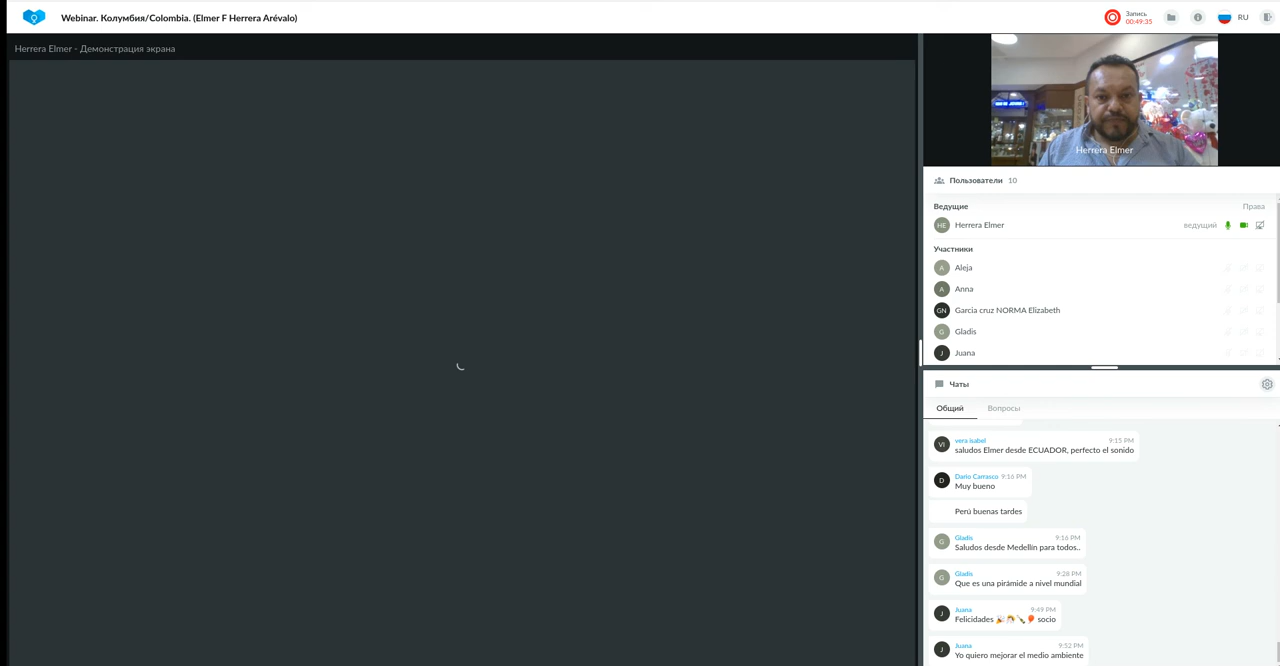 Webinar. Колумбия/Colombia. (Elmer F Herrera Arévalo)
Запись
00:49:35
RU
Herrera Elmer - Демонстрация экрана
Herrera Elmer
Пользователи 10
Ведущие Права
HE Herrera Elmer ведущий
Участники
A Aleja
A Anna
GN Garcia cruz NORMA Elizabeth
G Gladis
J Juana
Чаты
Общий Вопросы
VI vera isabel 9:15 PM
saludos Elmer desde ECUADOR, perfecto el sonido
D Dario Carrasco 9:16 PM
Muy bueno
Perú buenas tardes
G Gladis 9:16 PM
Saludos desde Medellín para todos..
G Gladis 9:28 PM
Que es una pirámide a nivel mundial
J Juana 9:49 PM
Felicidades 🎉🎊🍾🎈 socio
J Juana 9:52 PM
Yo quiero mejorar el medio ambiente